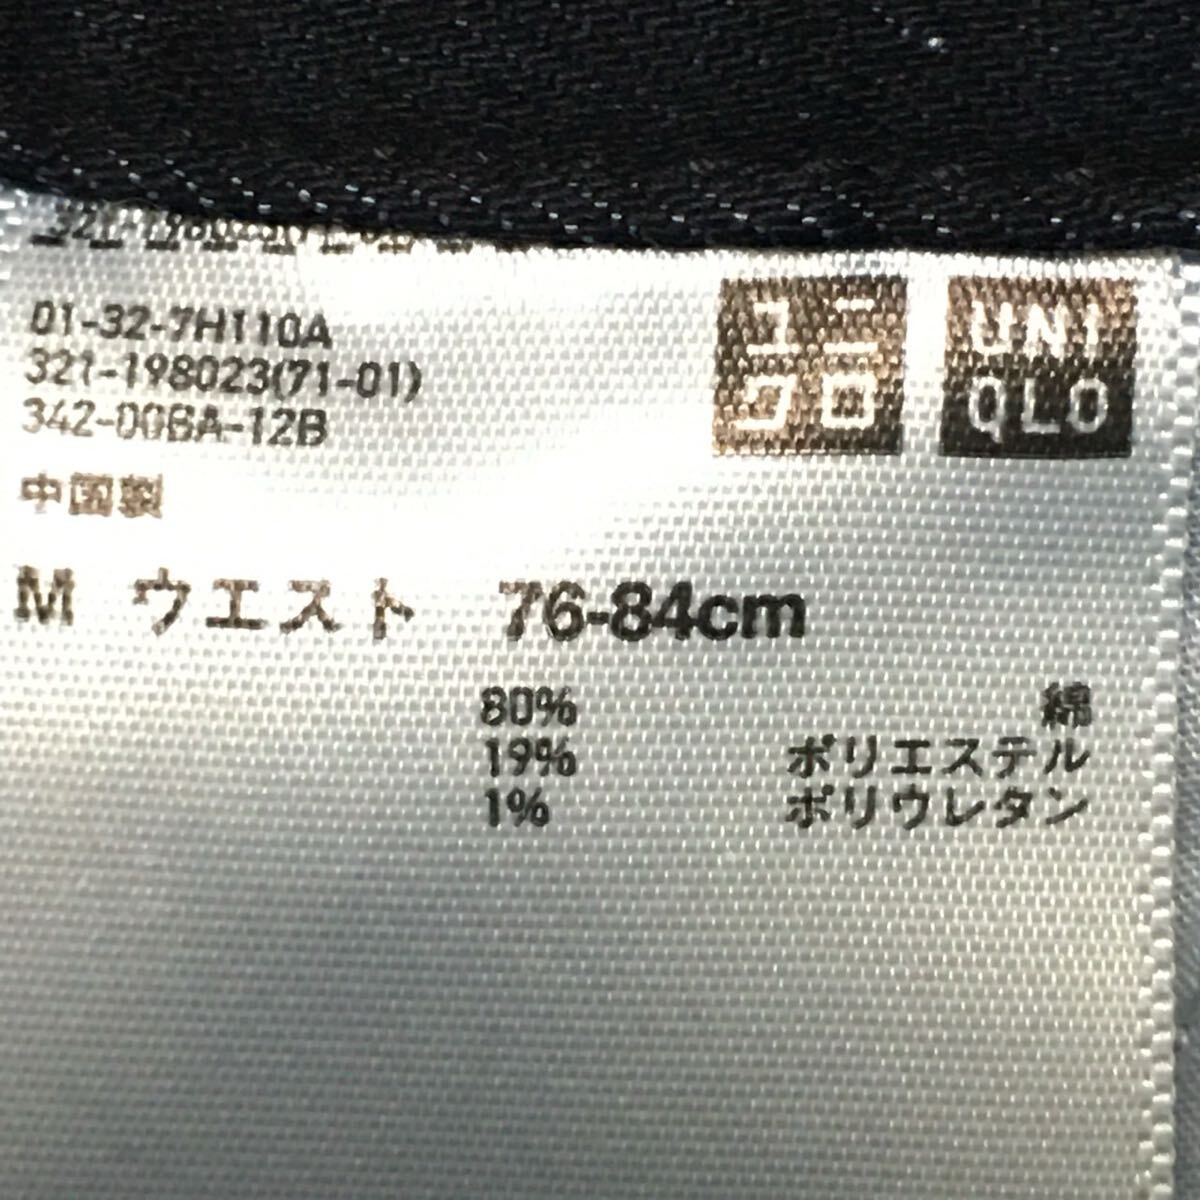 01-32-7H110A
321-198023(71-01)
342-00BA-12B
中国製
ユニ
クロ
UNI
QLO
M ウエスト 76-84cm
80% 綿
19% ポリエステル
1% ポリウレタン